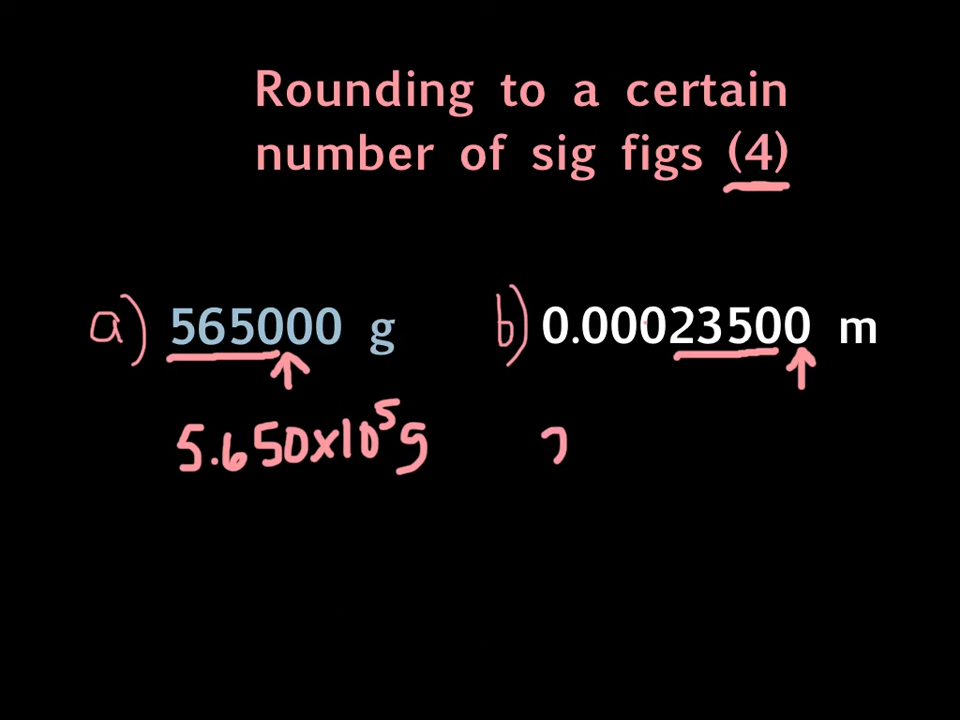 Rounding to a certain
number of sig figs (4)
a) 565000 g
b) 0.00023500 m
5.650x10⁵g